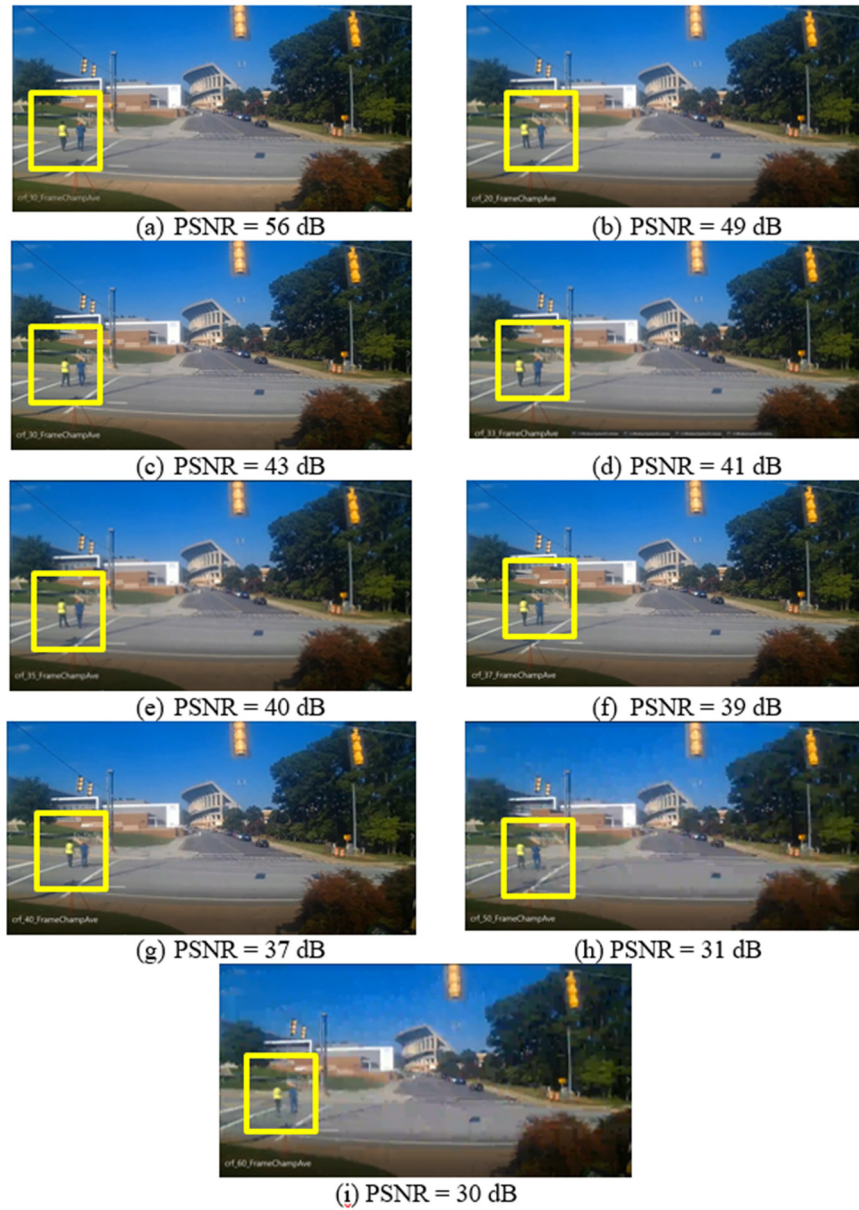 crf_10_FrameChampAve
crf_20_FrameChampAve
(a) PSNR = 56 dB
(b) PSNR = 49 dB
crf_30_FrameChampAve
crf_33_FrameChampAve
(c) PSNR = 43 dB
(d) PSNR = 41 dB
crf_35_FrameChampAve
crf_37_FrameChampAve
(e) PSNR = 40 dB
(f) PSNR = 39 dB
crf_40_FrameChampAve
crf_50_FrameChampAve
(g) PSNR = 37 dB
(h) PSNR = 31 dB
crf_60_FrameChampAve
(i) PSNR = 30 dB